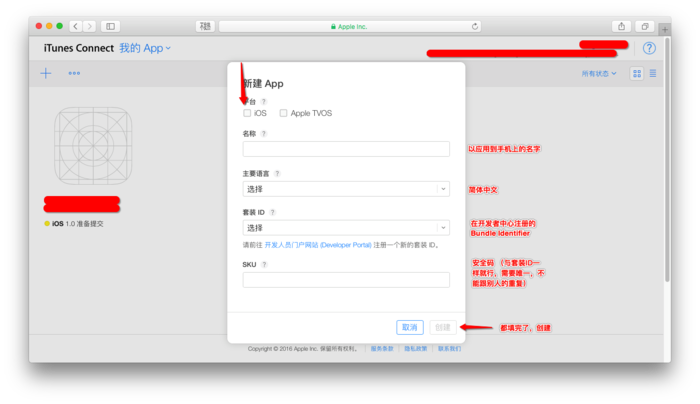 不跟踪
Apple Inc.
iTunes Connect 我的 App
?
所有状态
新建 App
平台 ?
iOS
Apple TVOS
名称 ?
以应用到手机上的名字
主要语言 ?
选择
简体中文
套装 ID ?
选择
在开发者中心注册的
Bundle Identifier
请前往 开发人员门户网站 (Developer Portal) 注册一个新的套装 ID。
SKU ?
安全码 （与套装ID一
样就行，需要唯一，不
能跟别人的重复）
iOS 1.0 准备提交
取消
创建
都填完了，创建
Copyright © 2016 Apple Inc. 保留所有权利。
服务条款
隐私政策
联系我们